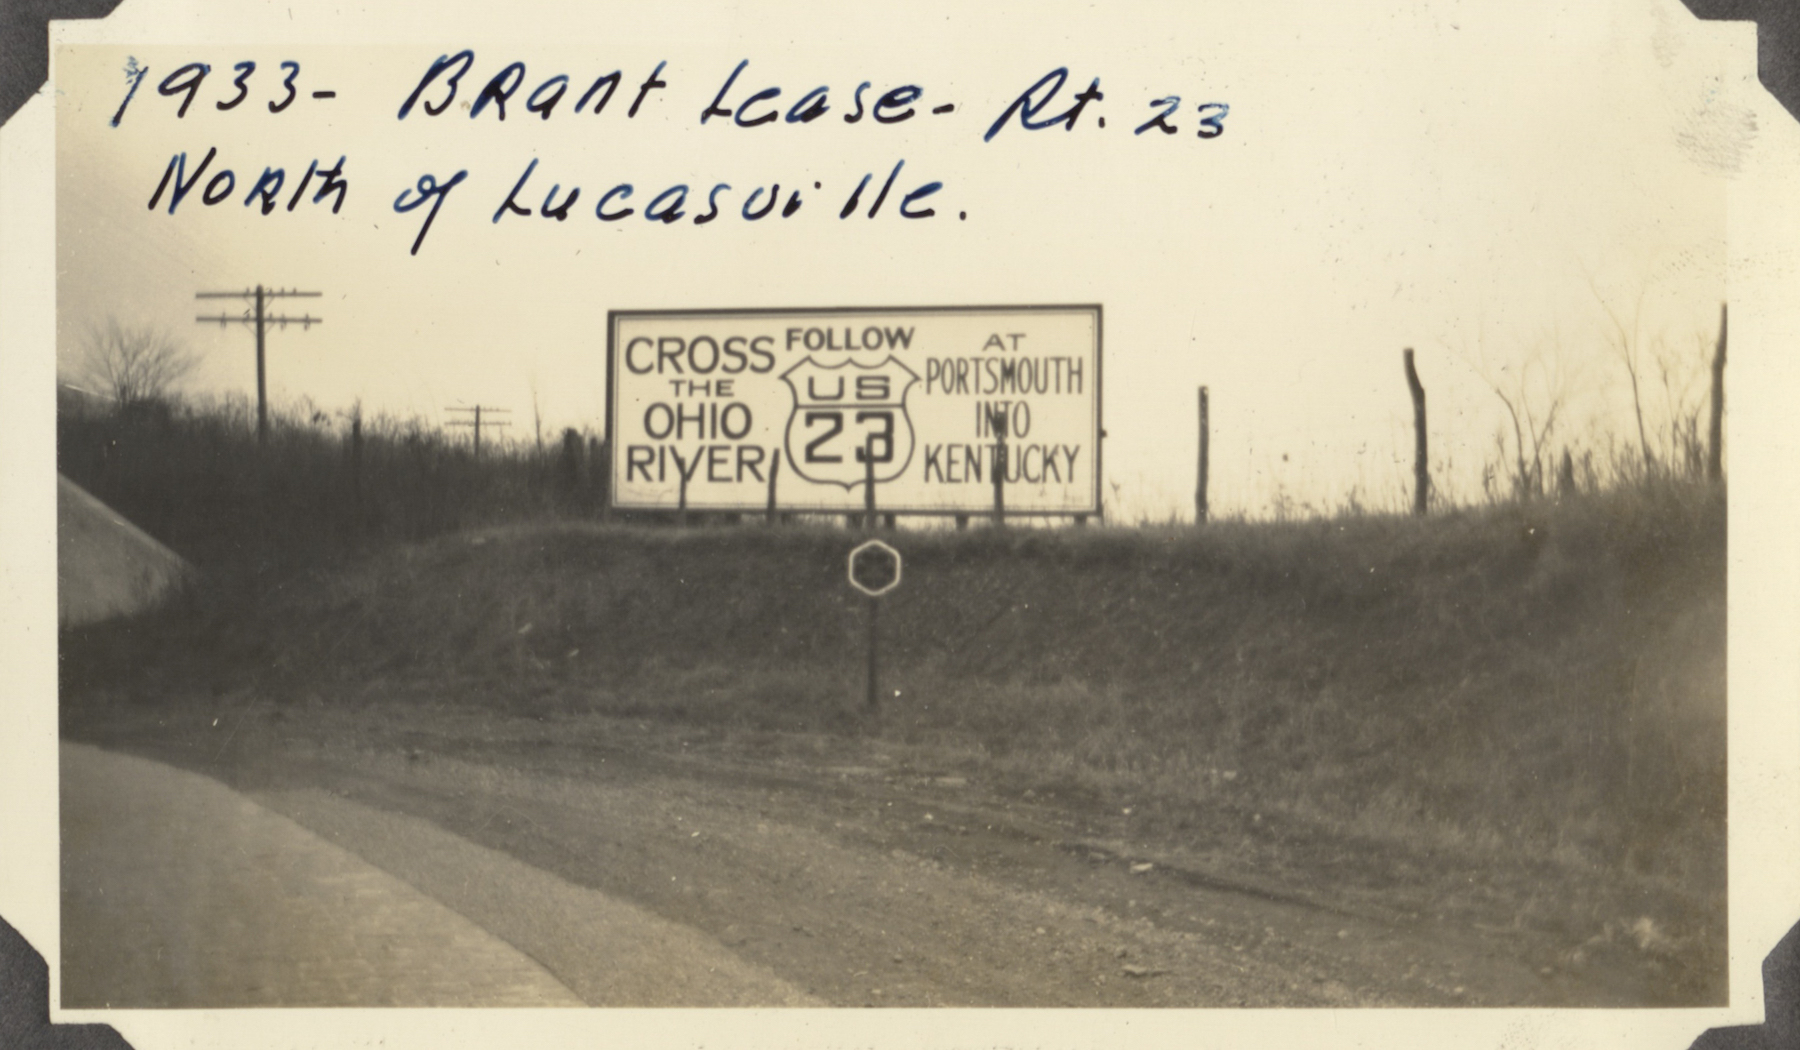 1933- Brant Lease- Rt. 23
North of Lucasville.
CROSS
THE
OHIO
RIVER
FOLLOW
US
23
AT
PORTSMOUTH
INTO
KENTUCKY